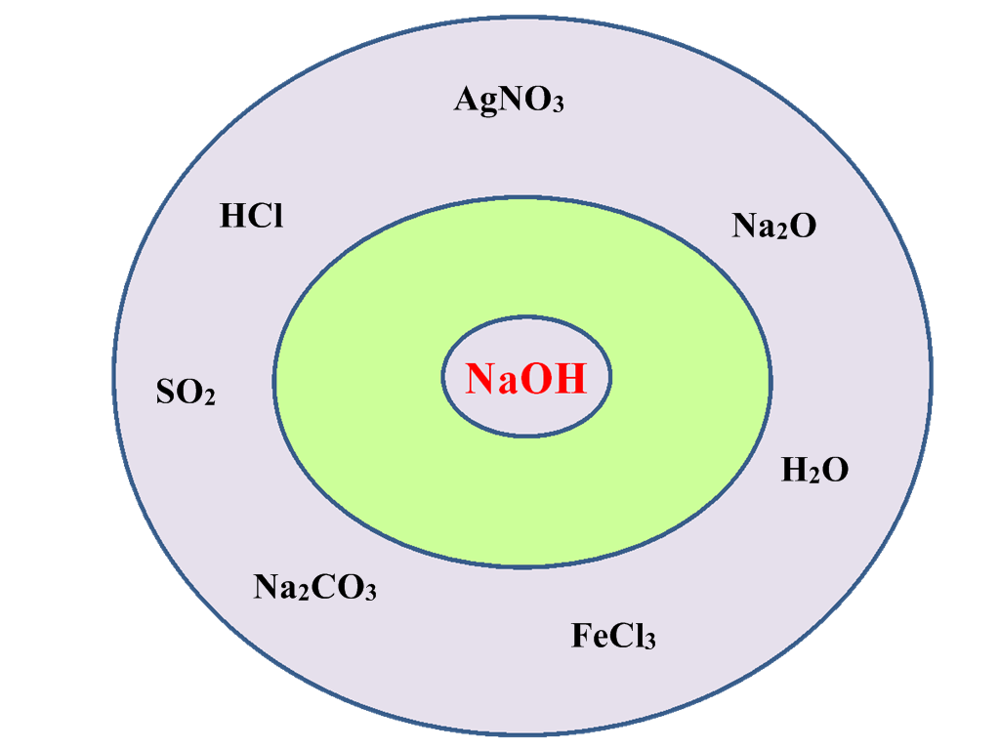 AgNO₃
HCl
Na₂O
NaOH
SO₂
H₂O
Na₂CO₃
FeCl₃